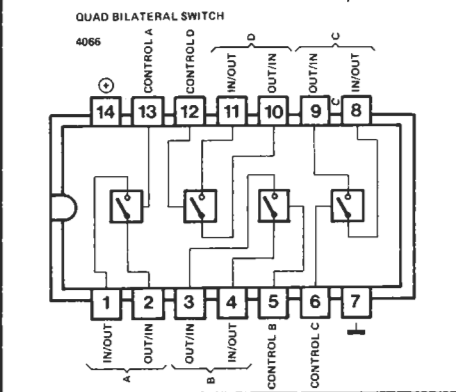 QUAD BILATERAL SWITCH
4066
CONTROL A
CONTROL D
D
IN/OUT
OUT/IN
C
OUT/IN
IN/OUT
C
14 13 12 11 10 9 8
1 2 3 4 5 6 7
IN/OUT
OUT/IN
A
OUT/IN
IN/OUT
B
CONTROL B
CONTROL C